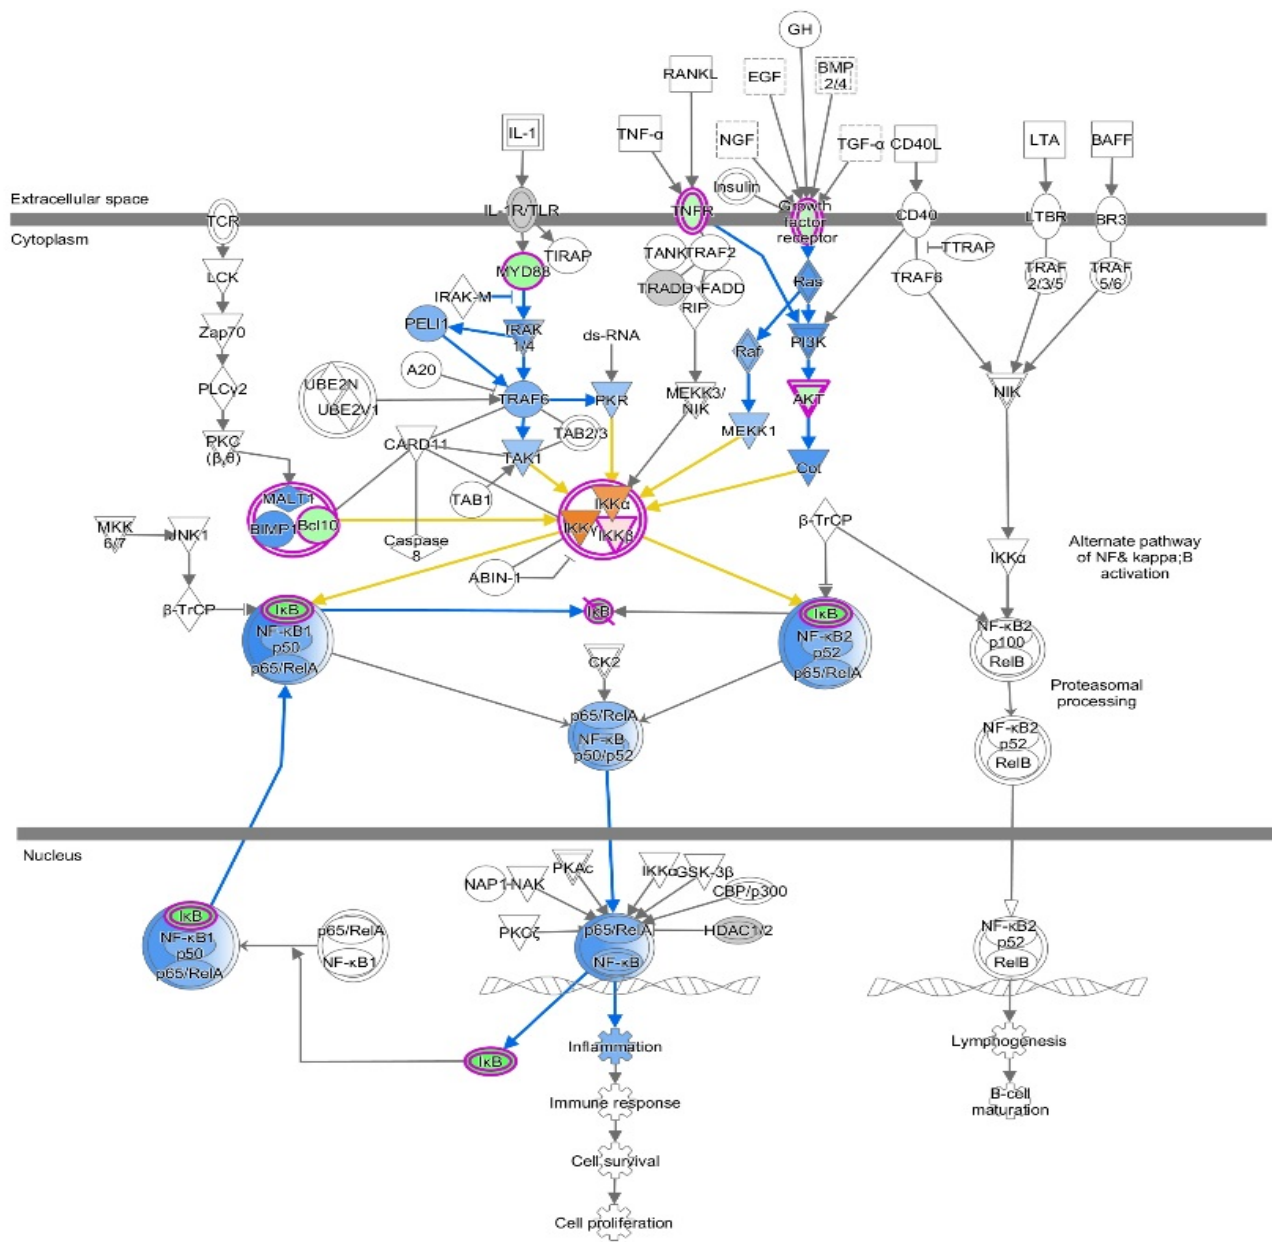 GH
RANKL
EGF
BMP
2/4
IL-1
TNF-α
NGF
TGF-α
CD40L
LTA
BAFF
Insulin
Extracellular space
TCR
IL-1R/TLR
TNFR
Growth
factor
receptor
CD40
LTBR
BR3
Cytoplasm
TIRAP
TANK
TRAF2
TTRAP
LCK
MYD88
TRADD
FADD
Ras
TRAF6
TRAF
2/3/5
TRAF
5/6
IRAK-M
RIP
PELI1
IRAK
1/4
ds-RNA
Zap70
Raf
PI3K
A20
PLCγ2
UBE2N
UBE2V1
TRAF6
PKR
MEKK3/
NIK
AKT
NIK
MEKK1
PKC
(β,θ)
CARD11
TAB2/3
TAK1
Cot
TAB1
MALT1
IKKα
BIMP1
Bcl10
IKKγ
IKKβ
β-TrCP
MKK
6/7
JNK1
Caspase
8
IKKα
Alternate pathway
of NF& kappa;B
activation
ABIN-1
β-TrCP
IκB
NF-κB1
p50
p65/RelA
IκB
IκB
NF-κB2
p52
p65/RelA
NF-κB2
p100
RelB
CK2
Proteasomal
processing
p65/RelA
NF-κB
p50/p52
NF-κB2
p52
RelB
Nucleus
NAP1
NAK
PKAc
IKKα
GSK-3β
CBP/p300
IκB
NF-κB1
p50
p65/RelA
p65/RelA
NF-κB1
PKCζ
p65/RelA
NF-κB
HDAC1/2
NF-κB2
p52
RelB
IκB
Inflammation
Lymphogenesis
Immune response
B-cell
maturation
Cell survival
Cell proliferation